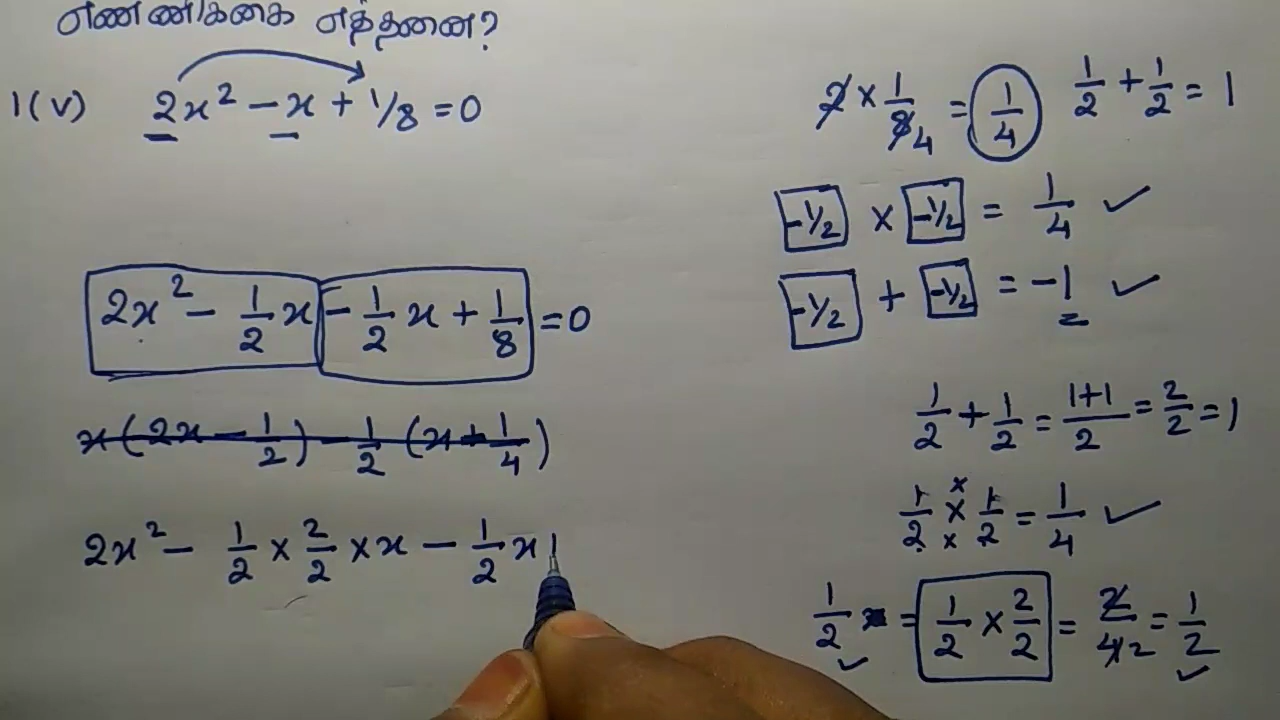 எண்ணிக்கை எத்தனை?
1(v) 2x² - x + 1/8 = 0
2x² - 1/2 x - 1/2 x + 1/8 = 0
x(2x - 1/2) - 1/2 (x + 1/4)
2x² - 1/2 × 2/2 × x - 1/2 x
2 × 1/8 4 = 1/4
1/2 + 1/2 = 1
-1/2 × -1/2 = 1/4 ✓
-1/2 + -1/2 = -1 ✓
1/2 + 1/2 = 1+1/2 = 2/2 = 1
1/2 × 1/2 = 1/4 ✓
1/2 = 1/2 × 2/2 = 2/4 2 = 1/2